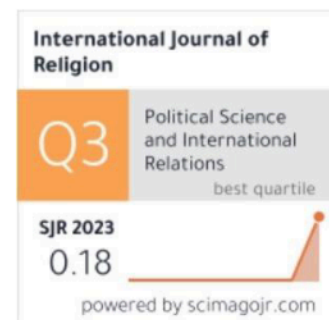 International Journal of
Religion
Q3
Political Science
and International
Relations
best quartile
SJR 2023
0.18
powered by scimagojr.com